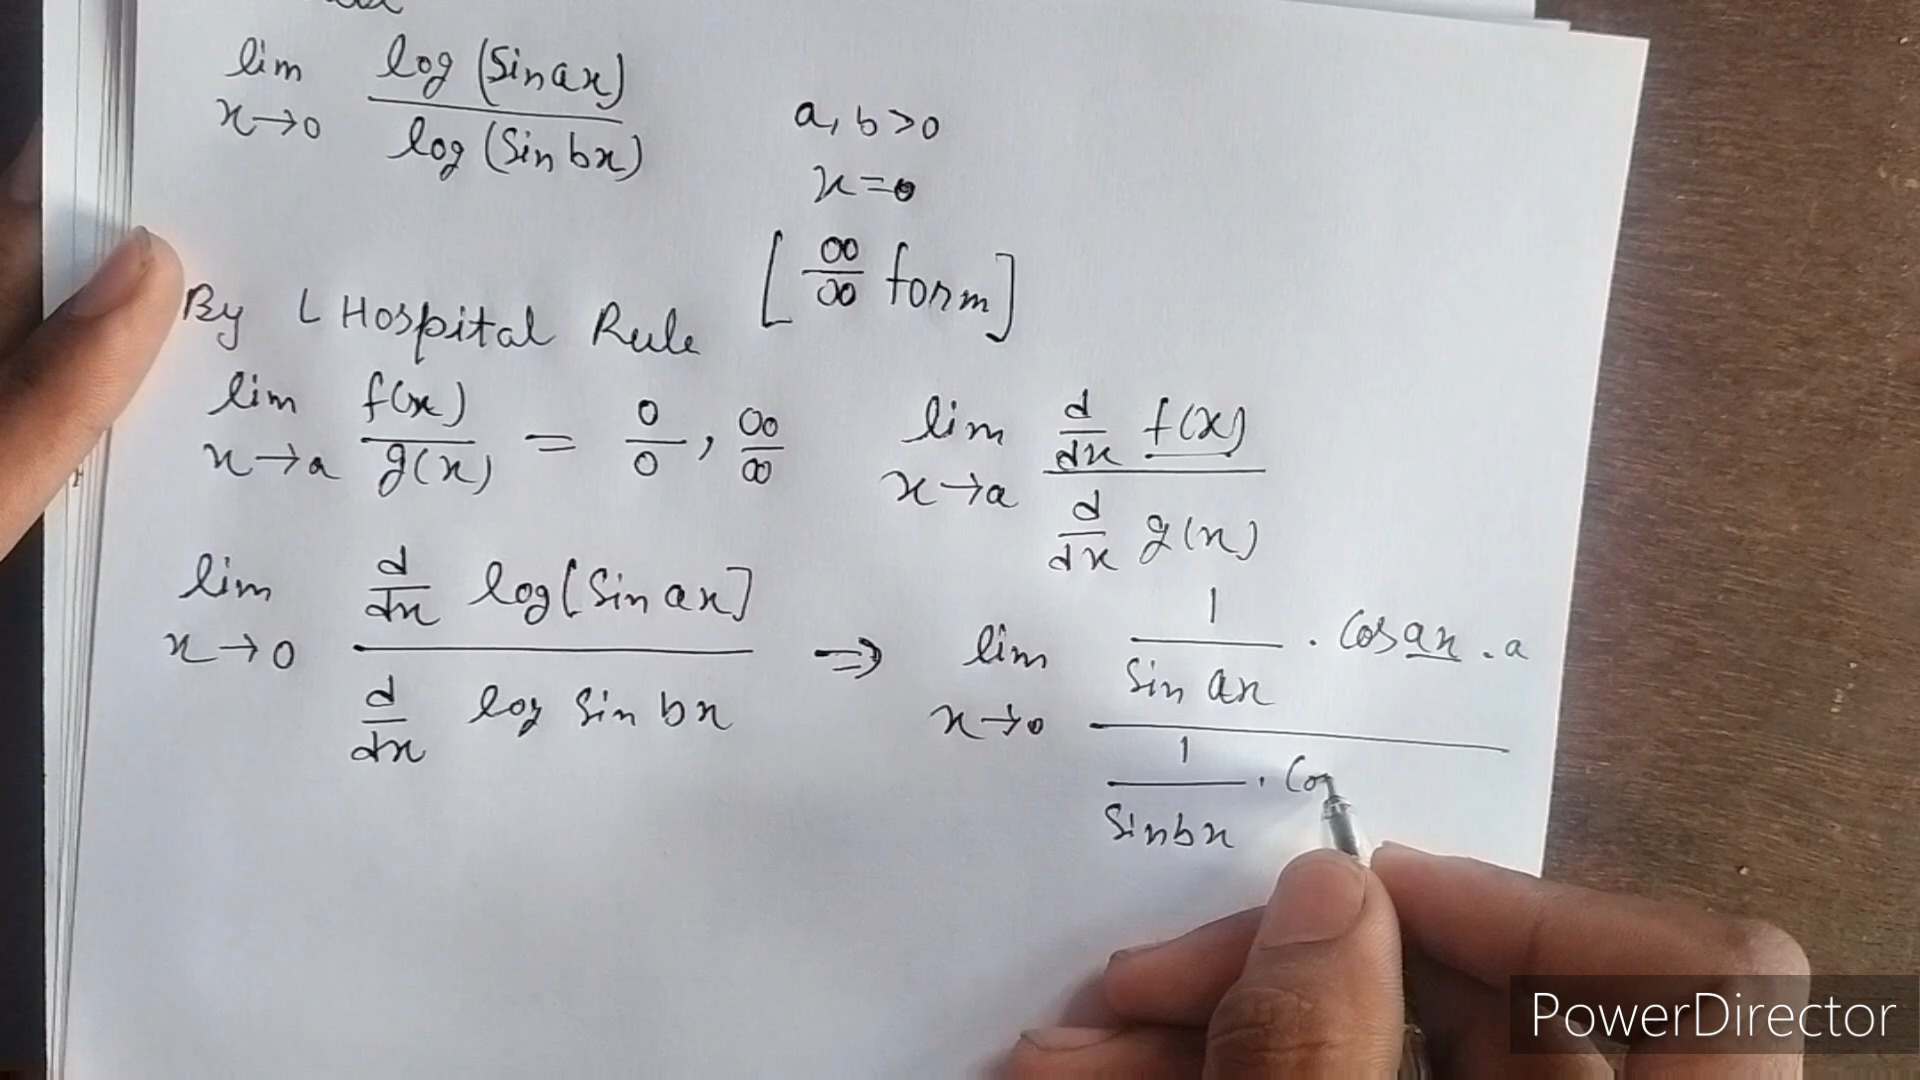 lim log (Sin ax)
x→0 log (Sin bx)
a, b >0
x=0
[ ∞/∞ form ]
By L Hospital Rule
lim f(x)
x→a g(x) = 0/0 , ∞/∞
lim d/dx f(x)
x→a d/dx g(x)
lim d/dx log[Sin ax]
x→0 d/dx log Sin bx
⇒ lim 1/Sin ax . Cos ax . a
x→0 1/Sin bx . Co
PowerDirector